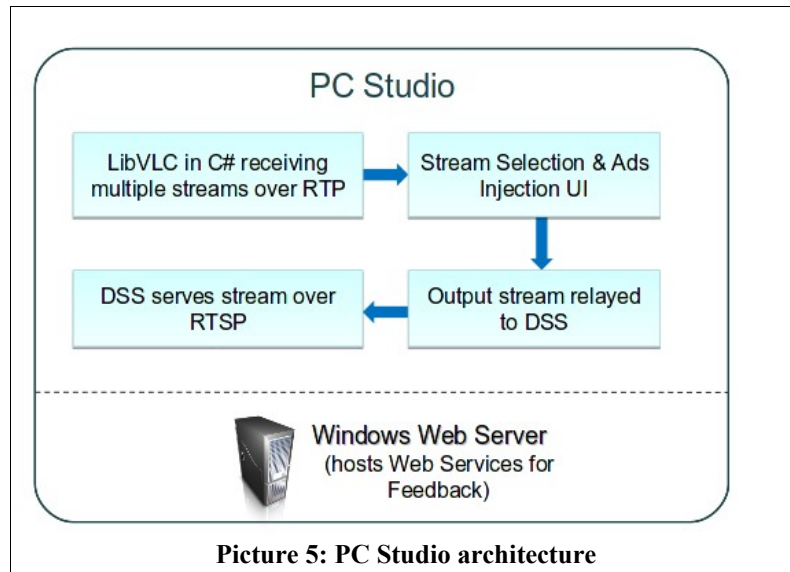 PC Studio
LibVLC in C# receiving
multiple streams over RTP
Stream Selection & Ads
Injection UI
DSS serves stream over
RTSP
Output stream relayed
to DSS
Windows Web Server
(hosts Web Services for
Feedback)
Picture 5: PC Studio architecture